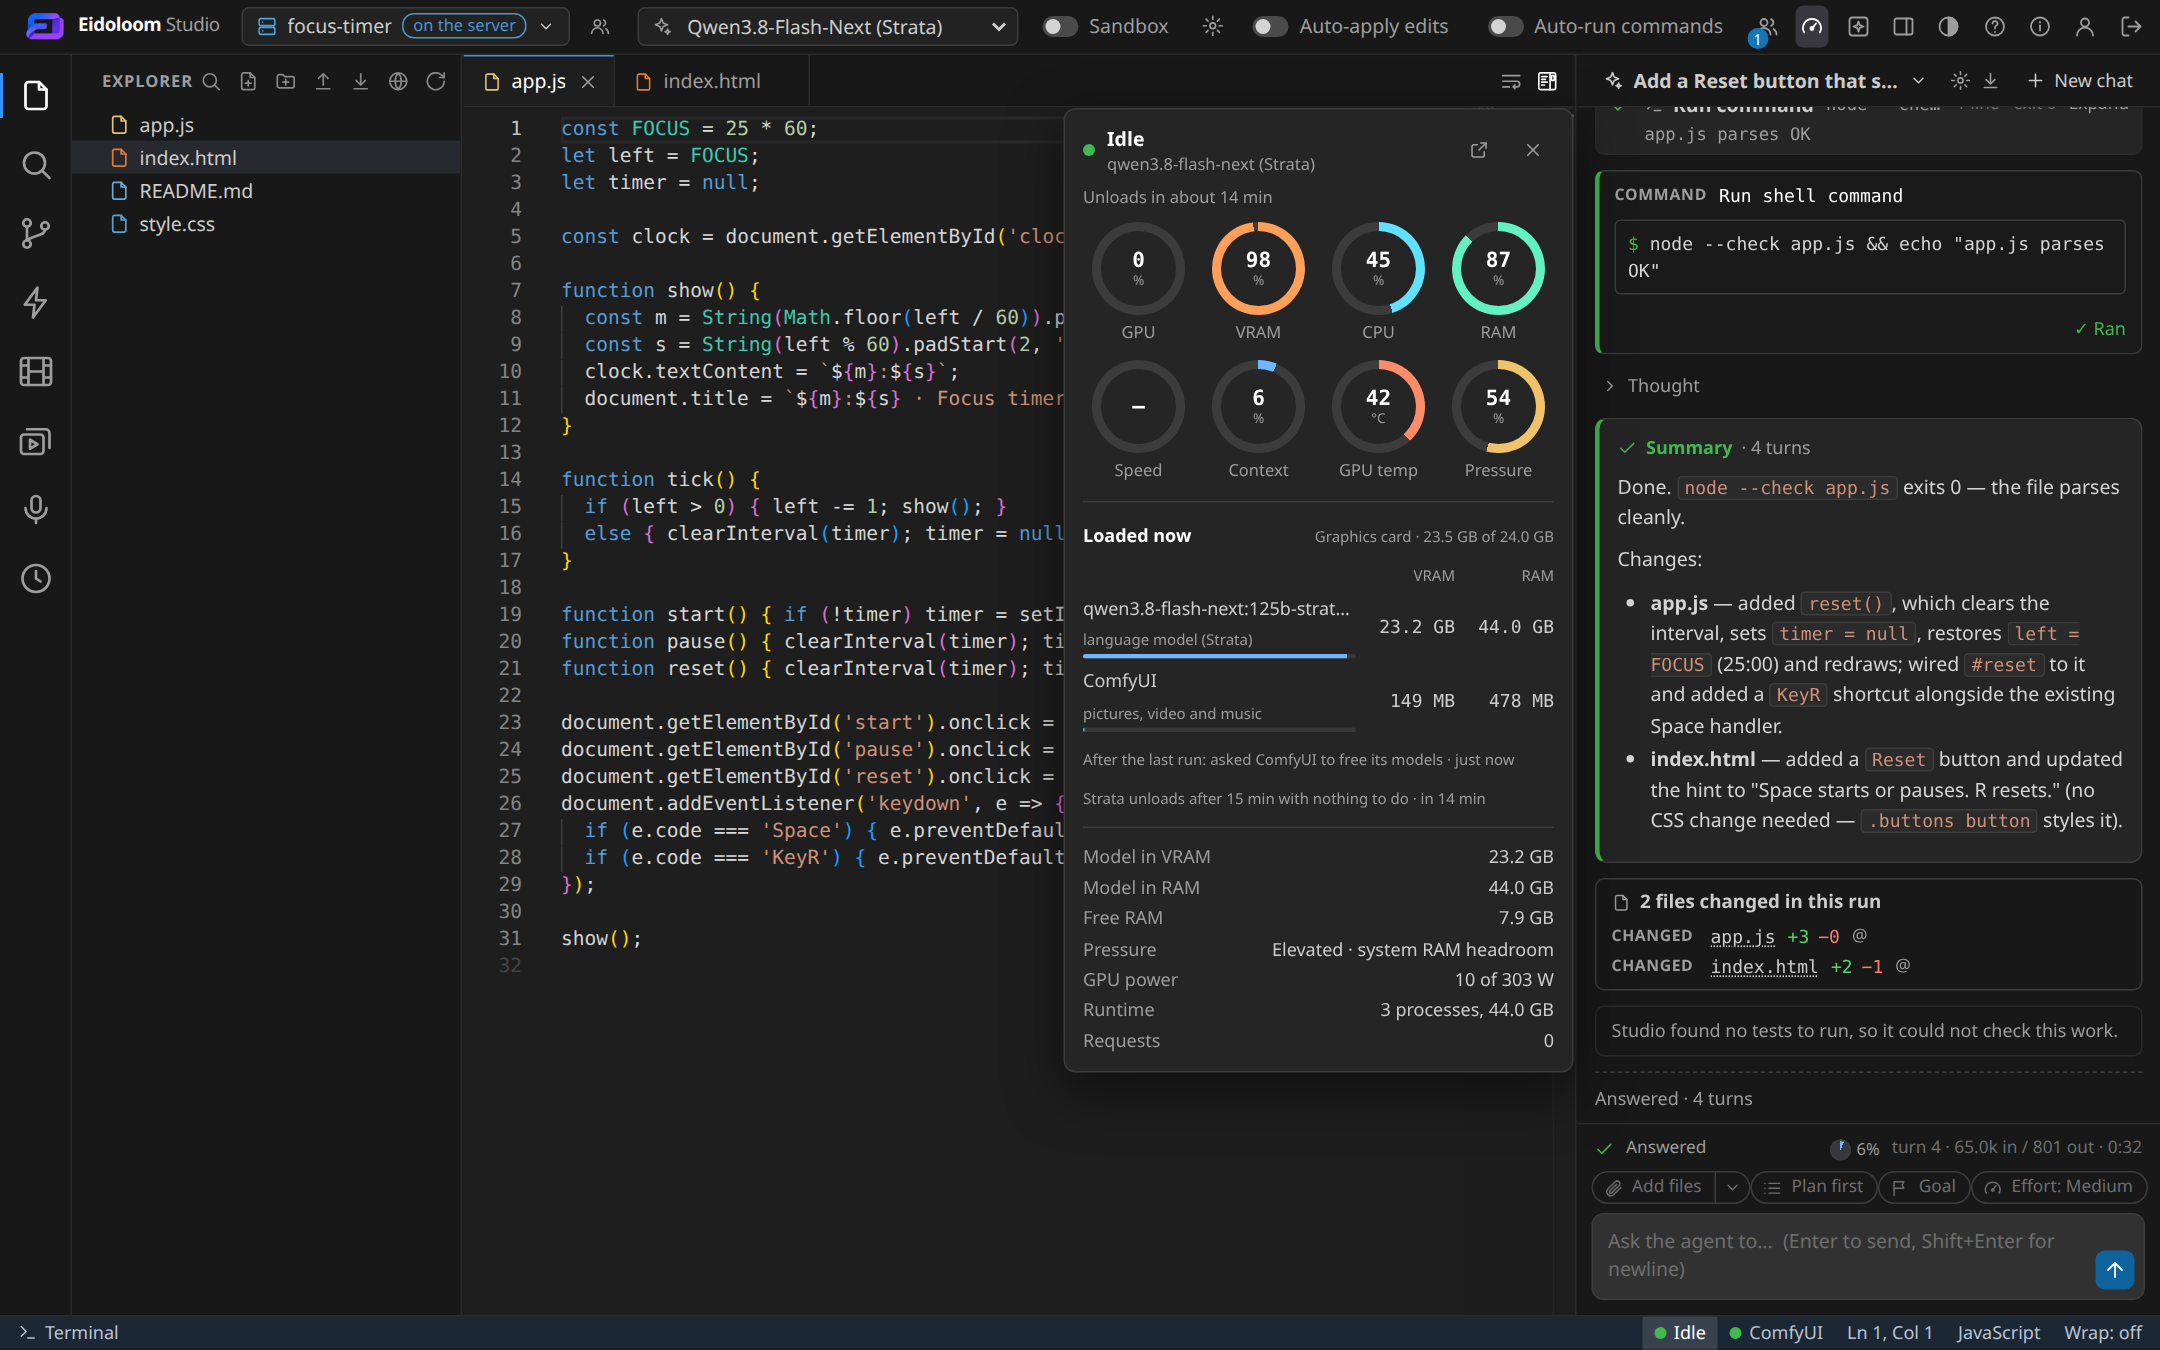 Eidoloom Studio
focus-timer on the server
Qwen3.8-Flash-Next (Strata)
Sandbox
Auto-apply edits
Auto-run commands
1
EXPLORER
app.js
index.html
README.md
style.css
app.js
index.html
1 const FOCUS = 25 * 60;
2 let left = FOCUS;
3 let timer = null;
4
5 const clock = document.getElementById('cloc
6
7 function show() {
8 const m = String(Math.floor(left / 60)).p
9 const s = String(left % 60).padStart(2, '
10 clock.textContent = `${m}:${s}`;
11 document.title = `${m}:${s} · Focus timer
12 }
13
14 function tick() {
15 if (left > 0) { left -= 1; show(); }
16 else { clearInterval(timer); timer = null
17 }
18
19 function start() { if (!timer) timer = setI
20 function pause() { clearInterval(timer); ti
21 function reset() { clearInterval(timer); ti
22
23 document.getElementById('start').onclick =
24 document.getElementById('pause').onclick =
25 document.getElementById('reset').onclick =
26 document.addEventListener('keydown', e => {
27 if (e.code === 'Space') { e.preventDefaul
28 if (e.code === 'KeyR') { e.preventDefault
29 });
30
31 show();
32
Idle
qwen3.8-flash-next (Strata)
Unloads in about 14 min
0 % GPU
98 % VRAM
45 % CPU
87 % RAM
– Speed
6 % Context
42 °C GPU temp
54 % Pressure
Loaded now Graphics card · 23.5 GB of 24.0 GB
VRAM RAM
qwen3.8-flash-next:125b-strat... 23.2 GB 44.0 GB
language model (Strata)
ComfyUI 149 MB 478 MB
pictures, video and music
After the last run: asked ComfyUI to free its models · just now
Strata unloads after 15 min with nothing to do · in 14 min
Model in VRAM 23.2 GB
Model in RAM 44.0 GB
Free RAM 7.9 GB
Pressure Elevated · system RAM headroom
GPU power 10 of 303 W
Runtime 3 processes, 44.0 GB
Requests 0
Add a Reset button that s...
New chat
Run command
app.js parses OK
COMMAND Run shell command
$ node --check app.js && echo "app.js parses
OK"
✓ Ran
Thought
Summary · 4 turns
Done. node --check app.js exits 0 — the file parses
cleanly.
Changes:
• app.js — added reset(), which clears the
interval, sets timer = null, restores left =
FOCUS (25:00) and redraws; wired #reset to it
and added a KeyR shortcut alongside the existing
Space handler.
• index.html — added a Reset button and updated
the hint to "Space starts or pauses. R resets." (no
CSS change needed — .buttons button styles it).
2 files changed in this run
CHANGED app.js +3 −0 @
CHANGED index.html +2 −1 @
Studio found no tests to run, so it could not check this work.
Answered · 4 turns
Answered 6% turn 4 · 65.0k in / 801 out · 0:32
Add files
Plan first
Goal
Effort: Medium
Ask the agent to... (Enter to send, Shift+Enter for
newline)
Terminal
Idle
ComfyUI
Ln 1, Col 1
JavaScript
Wrap: off